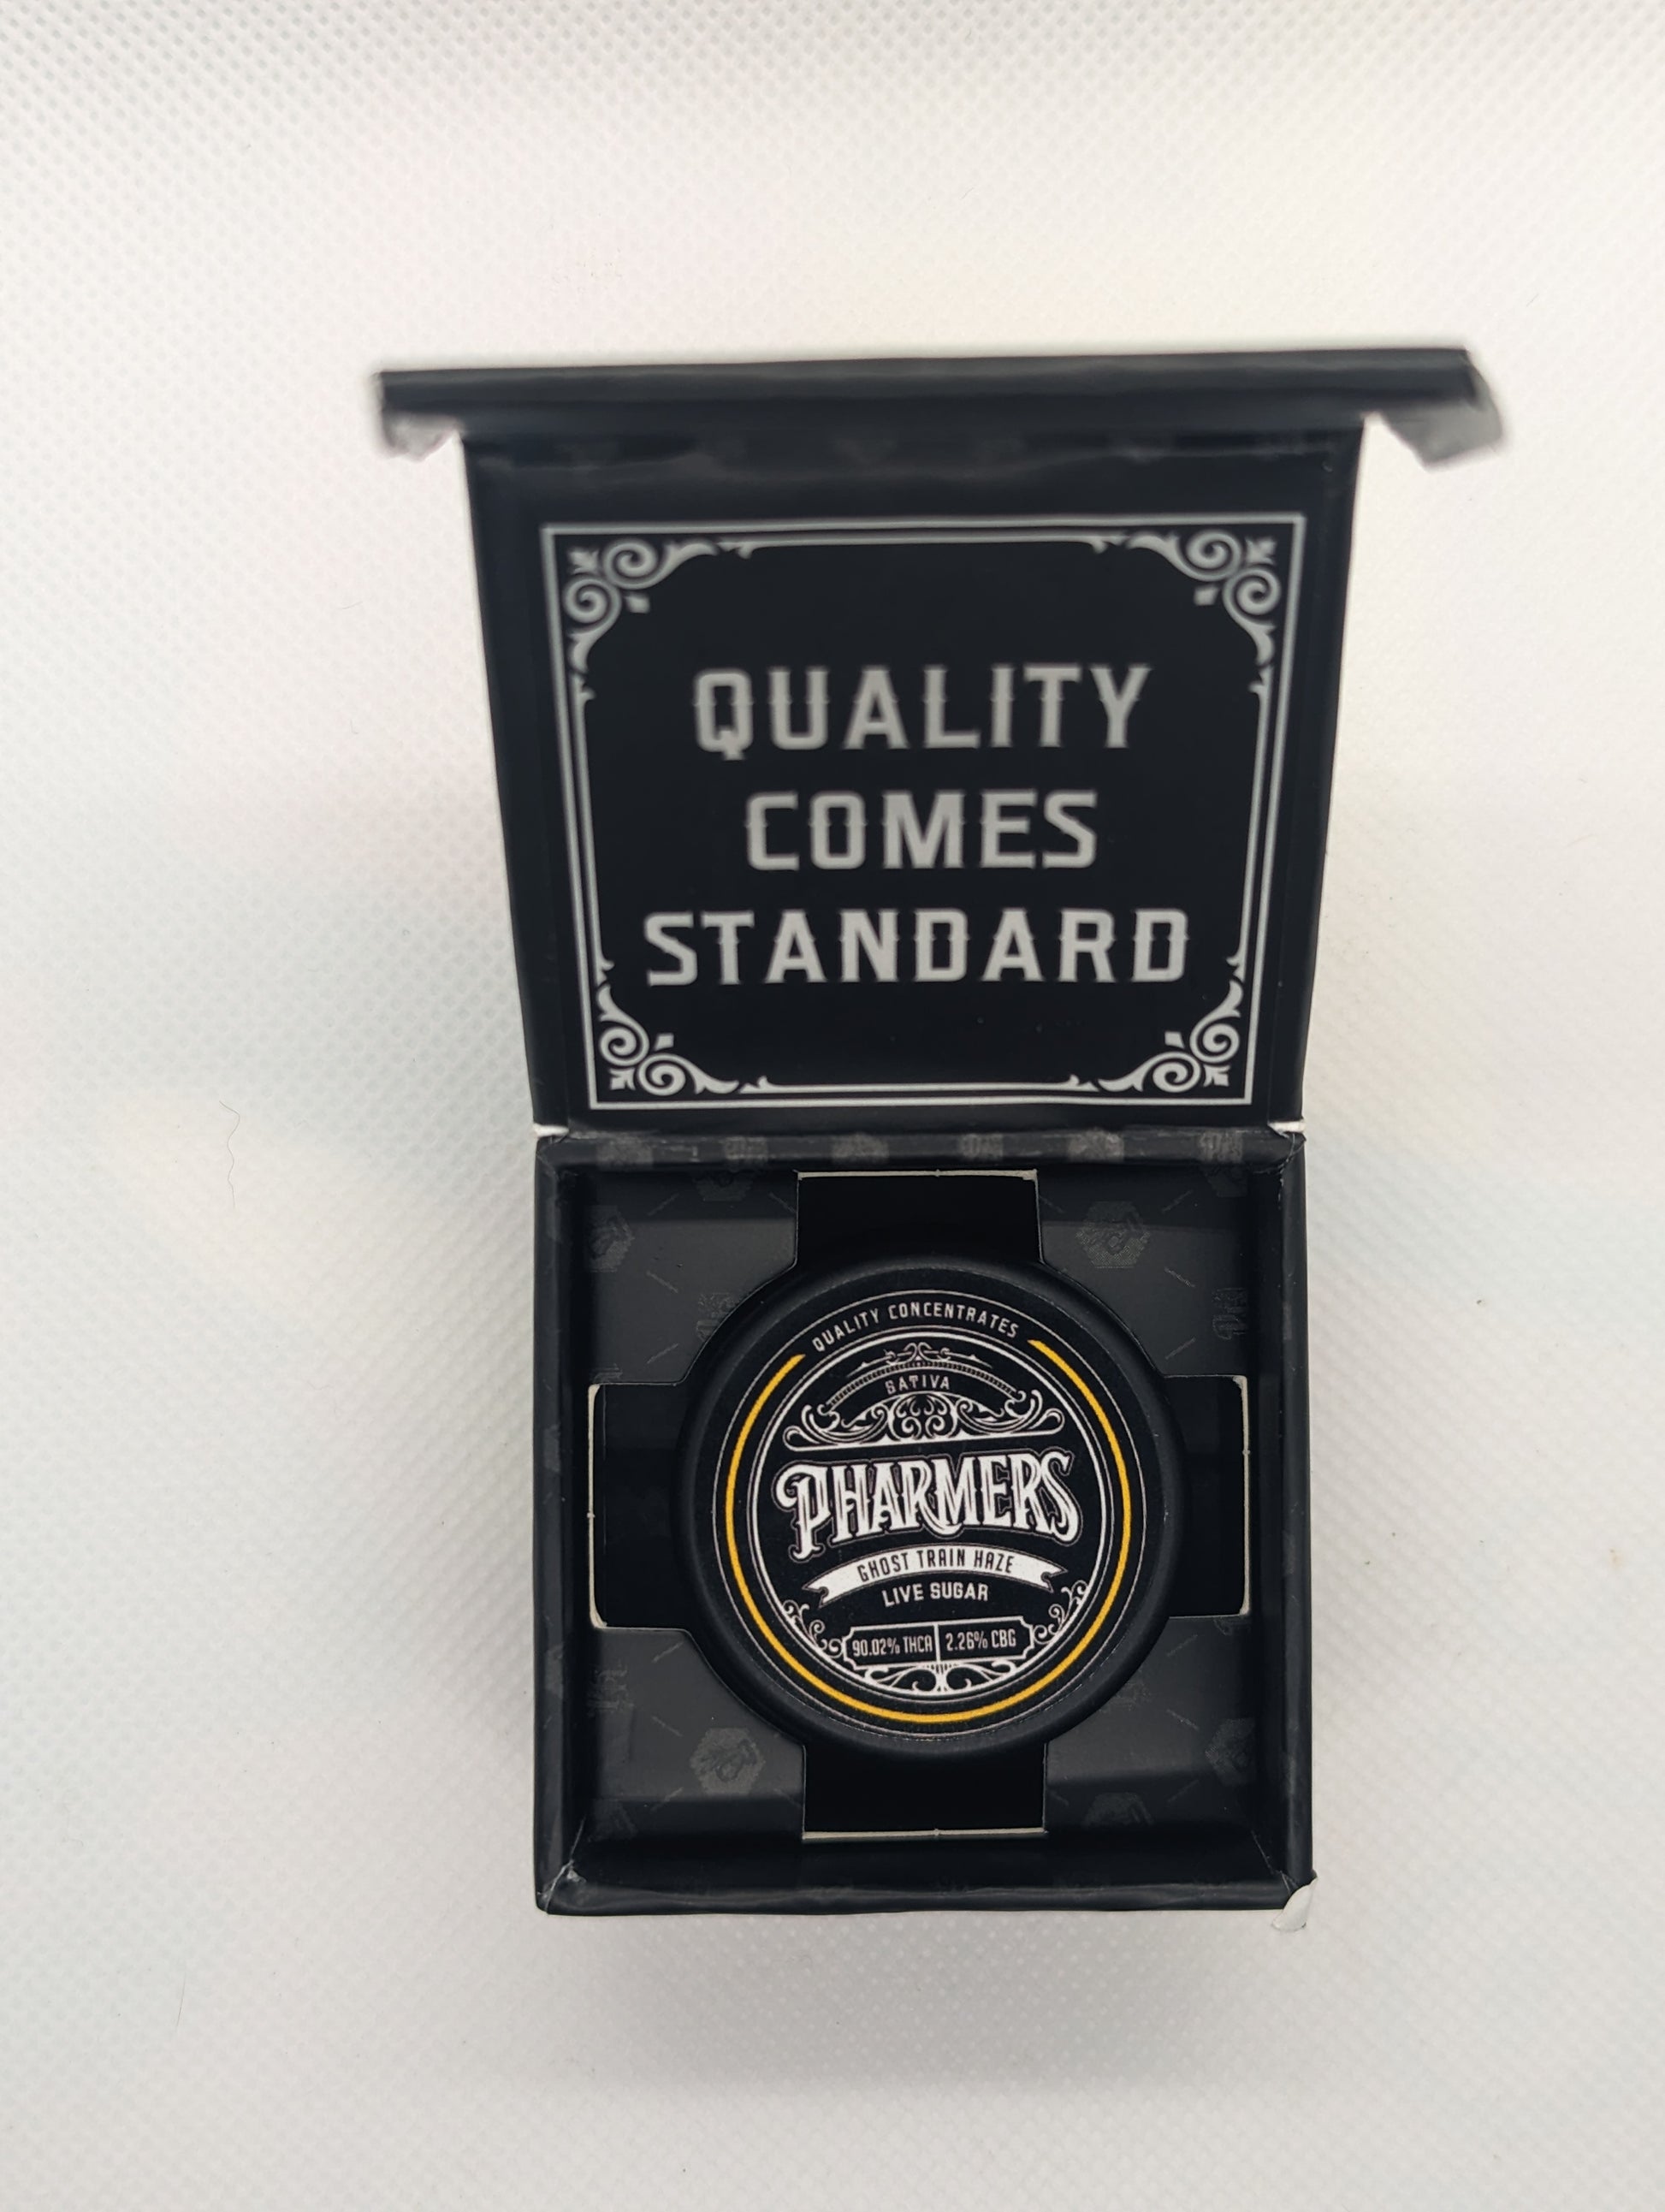 QUALITY
COMES
STANDARD
QUALITY CONCENTRATES
SATIVA
PHARMERS
GHOST TRAIN HAZE
LIVE SUGAR
90.02% THCA 2.26% CBG